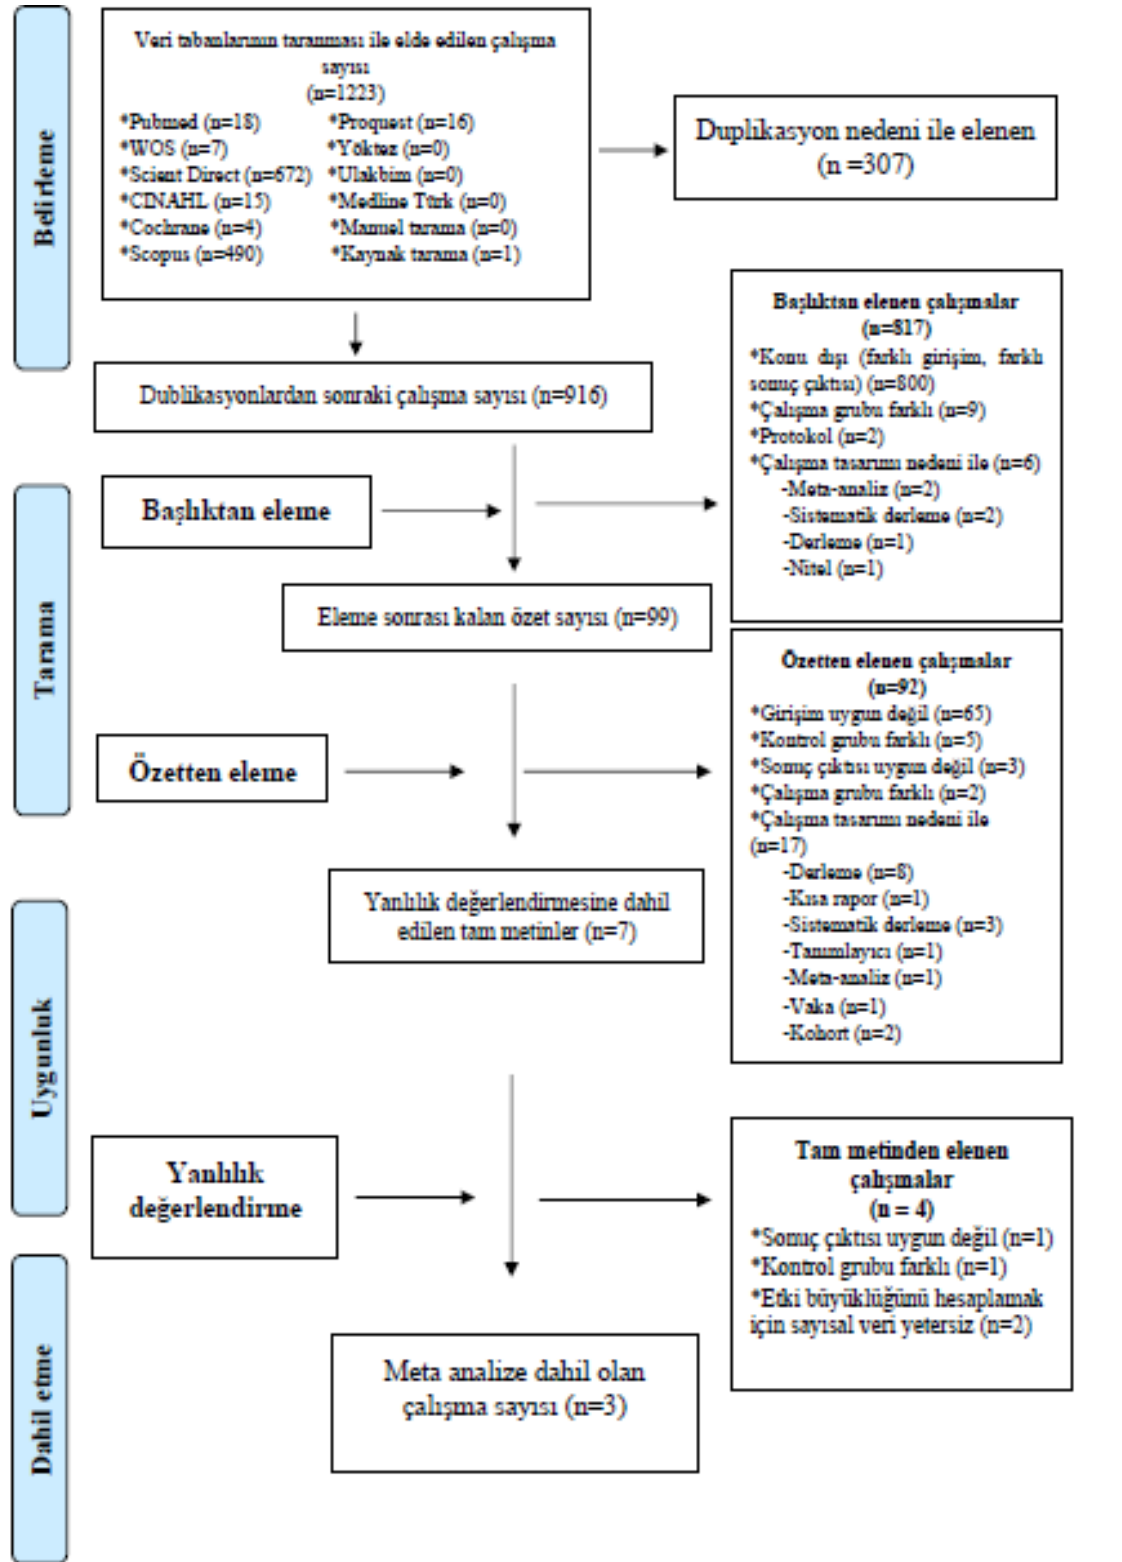 Belirleme
Veri tabanlarının taranması ile elde edilen çalışma
sayısı
(n=1223)
*Pubmed (n=18)
*WOS (n=7)
*Scient Direct (n=672)
*CINAHL (n=15)
*Cochrane (n=4)
*Scopus (n=490)
*Proquest (n=16)
*Yöktez (n=0)
*Ulakbim (n=0)
*Medline Türk (n=0)
*Manuel tarama (n=0)
*Kaynak tarama (n=1)
Duplikasyon nedeni ile elenen
(n =307)
Dublikasyonlardan sonraki çalışma sayısı (n=916)
Tarama
Başlıktan eleme
Başlıktan elenen çalışmalar
(n=817)
*Konu dışı (farklı girişim, farklı
sonuç çıktısı) (n=800)
*Çalışma grubu farklı (n=9)
*Protokol (n=2)
*Çalışma tasarımı nedeni ile (n=6)
-Meta-analiz (n=2)
-Sistematik derleme (n=2)
-Derleme (n=1)
-Nitel (n=1)
Eleme sonrası kalan özet sayısı (n=99)
Özetten eleme
Özetten elenen çalışmalar
(n=92)
*Girişim uygun değil (n=65)
*Kontrol grubu farklı (n=5)
*Sonuç çıktısı uygun değil (n=3)
*Çalışma grubu farklı (n=2)
*Çalışma tasarımı nedeni ile
(n=17)
-Derleme (n=8)
-Kısa rapor (n=1)
-Sistematik derleme (n=3)
-Tanımlayıcı (n=1)
-Meta-analiz (n=1)
-Vaka (n=1)
-Kohort (n=2)
Uygunluk
Yanlılık değerlendirmesine dahil
edilen tam metinler (n=7)
Yanlılık
değerlendirme
Tam metinden elenen
çalışmalar
(n = 4)
*Sonuç çıktısı uygun değil (n=1)
*Kontrol grubu farklı (n=1)
*Etki büyüklüğünü hesaplamak
için sayısal veri yetersiz (n=2)
Dahil etme
Meta analize dahil olan
çalışma sayısı (n=3)